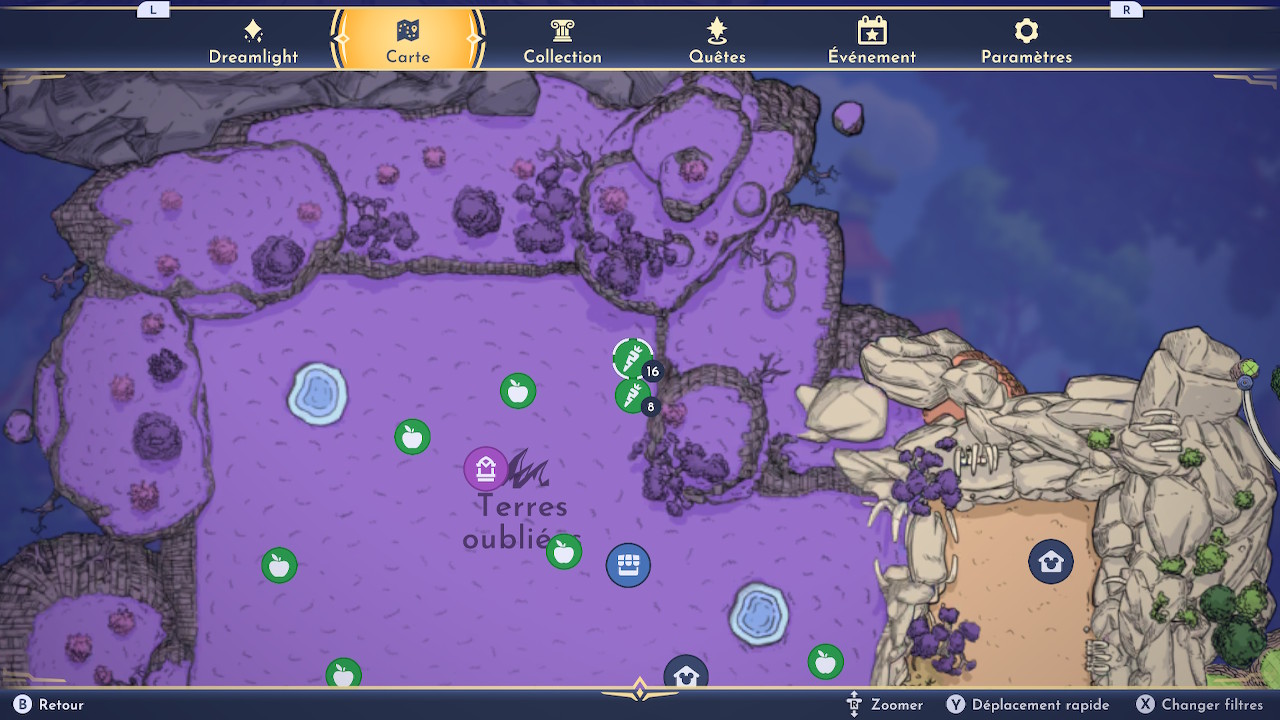 L
R
Dreamlight
Carte
Collection
Quêtes
Événement
Paramètres
16
8
Terres
oubliées
B Retour
R Zoomer
Y Déplacement rapide
X Changer filtres